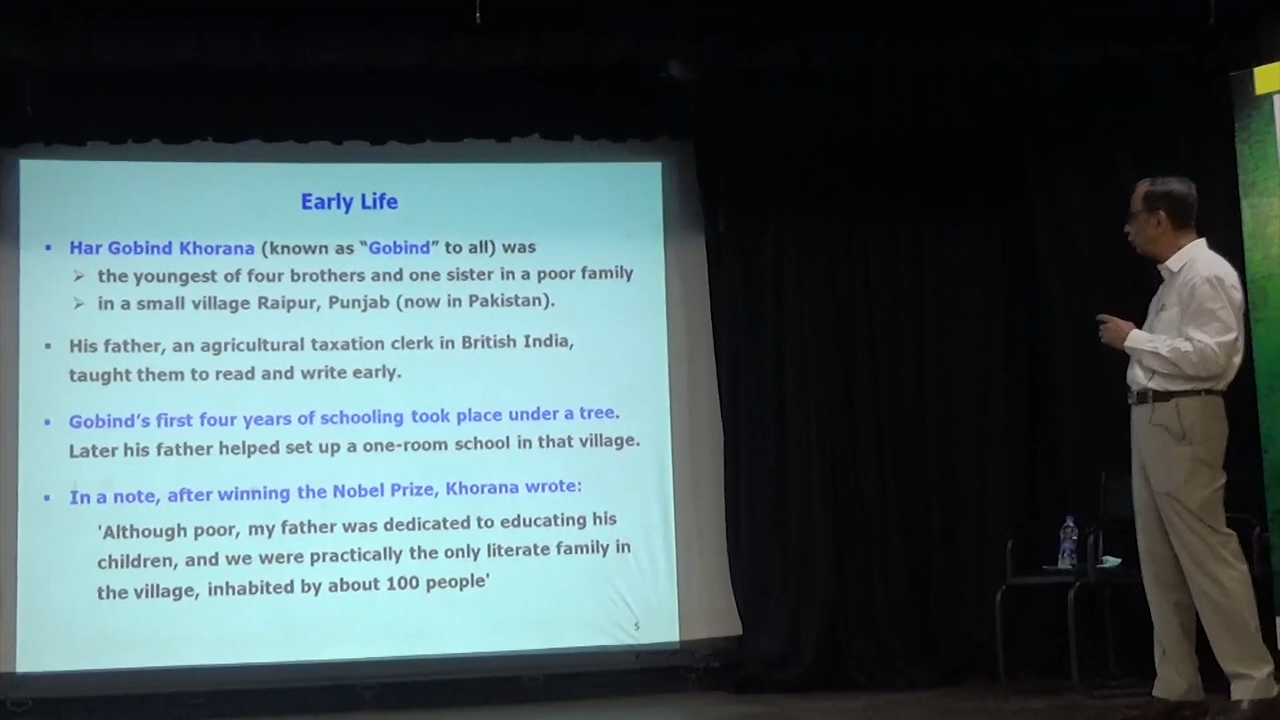 Early Life
▪ Har Gobind Khorana (known as “Gobind” to all) was
➢ the youngest of four brothers and one sister in a poor family
➢ in a small village Raipur, Punjab (now in Pakistan).
▪ His father, an agricultural taxation clerk in British India,
taught them to read and write early.
▪ Gobind’s first four years of schooling took place under a tree.
Later his father helped set up a one-room school in that village.
▪ In a note, after winning the Nobel Prize, Khorana wrote:
'Although poor, my father was dedicated to educating his
children, and we were practically the only literate family in
the village, inhabited by about 100 people'
5